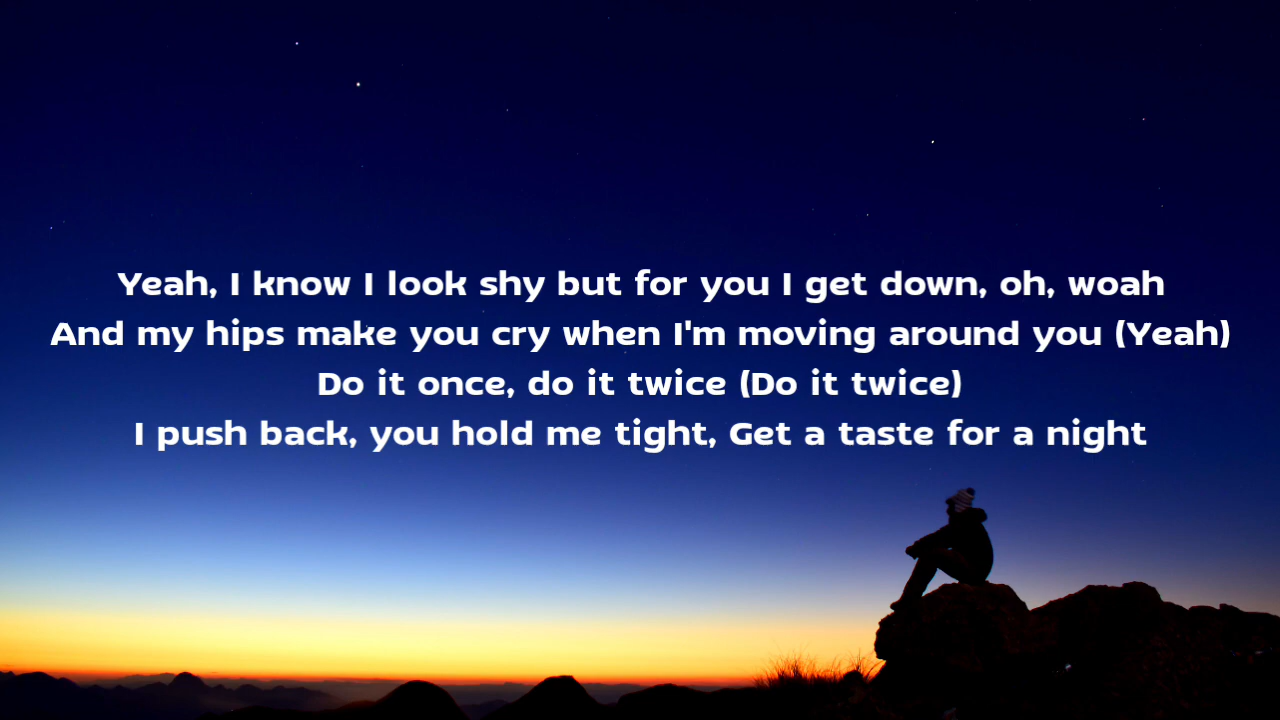 Yeah, I know I look shy but for you I get down, oh, woah
And my hips make you cry when I'm moving around you (Yeah)
Do it once, do it twice (Do it twice)
I push back, you hold me tight, Get a taste for a night